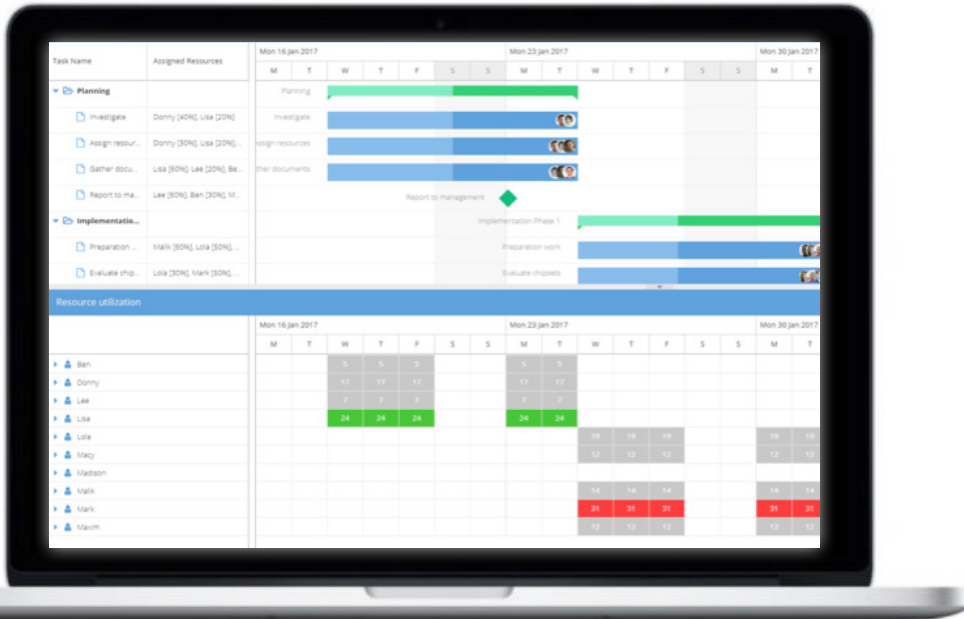 Task Name Assigned Resources Mon 16 Jan 2017 Mon 23 Jan 2017 Mon 30 Jan 2017
M T W T F S S M T W T F S S M T
Planning Planning
Investigate Donny [40%], Lisa [20%] Investigate
Assign resour... Donny [30%], Lisa [20%],... ssign resources
Gather docu... Lisa [60%], Lee [20%], Be... ther documents
Report to ma... Lee [60%], Ben [30%], M... Report to management
Implementatio... Implementation Phase 1
Preparation ... Malik [60%], Lola [50%], ... Preparation work
Evaluate chip... Lola [30%], Mark [50%], ... Evaluate chipsets
Resource utilization
Mon 16 Jan 2017 Mon 23 Jan 2017 Mon 30 Jan 2017
M T W T F S S M T W T F S S M T
Ben 5 5 5 5 5
Donny 17 17 17 17 17
Lee 7 7 7 7 7
Lisa 24 24 24 24 24
Lola 19 19 19 19 19
Macy 12 12 12 12 12
Madison
Malik 14 14 14 14 14
Mark 31 31 31 31 31
Maxim 12 12 12 12 12